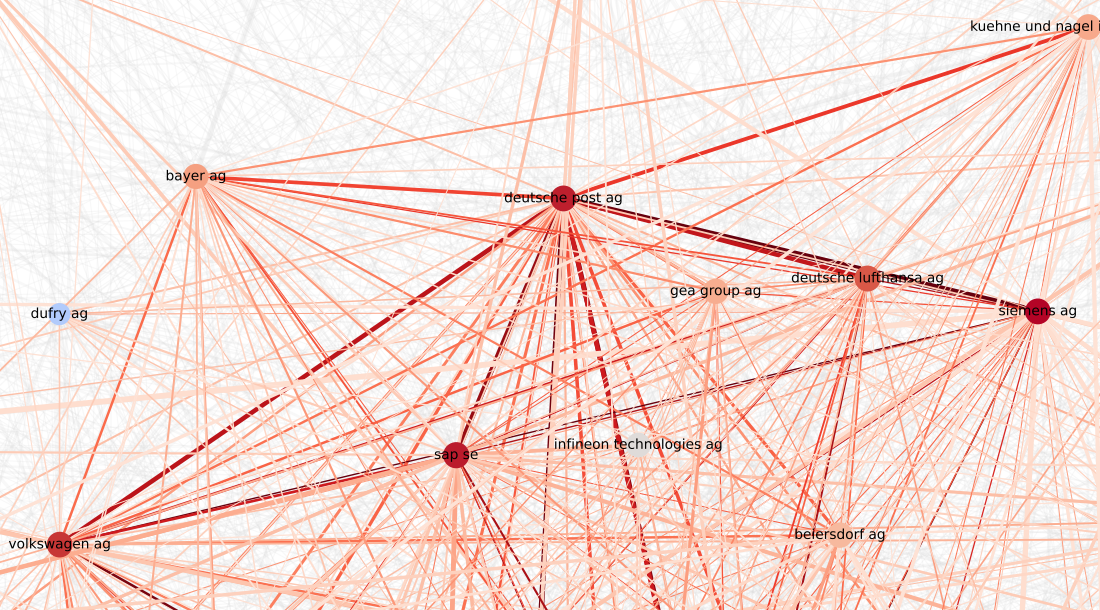 kuehne und nagel i
bayer ag
deutsche post ag
deutsche lufthansa ag
gea group ag
dufry ag
siemens ag
infineon technologies ag
sap se
beiersdorf ag
volkswagen ag